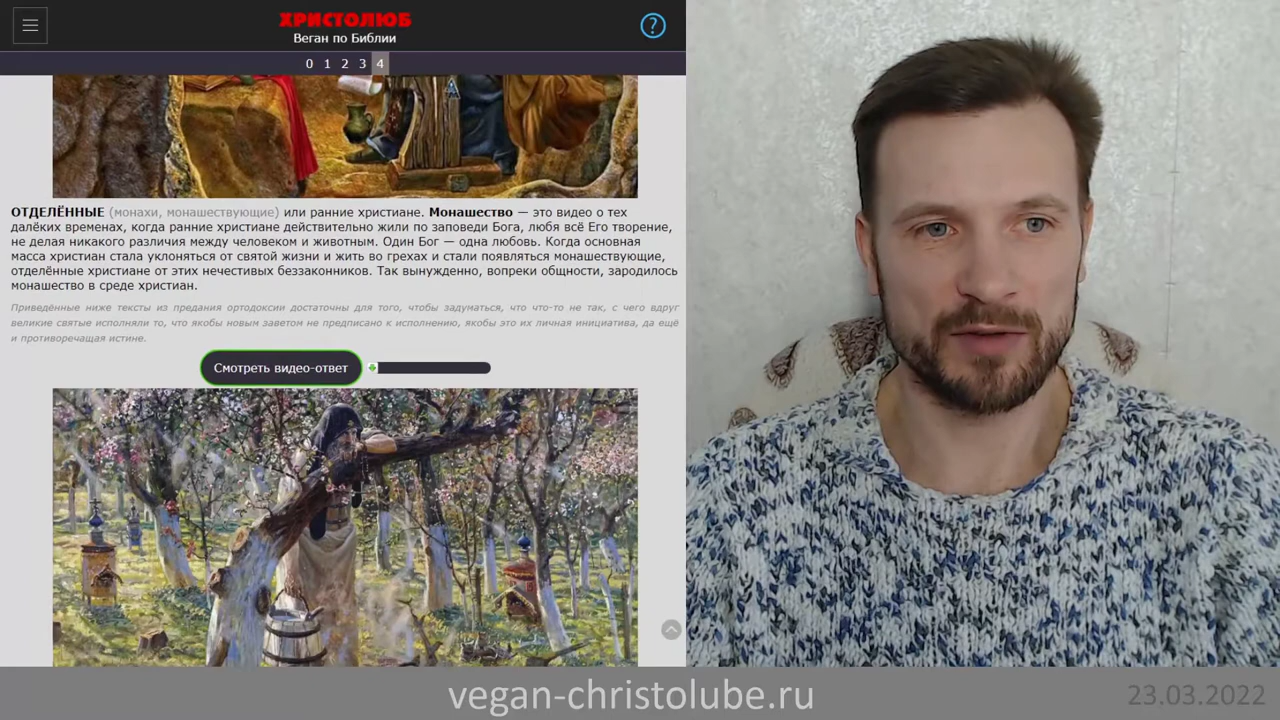 ХРИСТОЛЮБ
Веган по Библии
?
0 1 2 3 4
ОТДЕЛЁННЫЕ (монахи, монашествующие) или ранние христиане. Монашество — это видео о тех
далёких временах, когда ранние христиане действительно жили по заповеди Бога, любя всё Его творение,
не делая никакого различия между человеком и животным. Один Бог — одна любовь. Когда основная
масса христиан стала уклоняться от святой жизни и жить во грехах и стали появляться монашествующие,
отделённые христиане от этих нечестивых беззаконников. Так вынужденно, вопреки общности, зародилось
монашество в среде христиан.
Приведённые ниже тексты из предания ортодоксии достаточны для того, чтобы задуматься, что что-то не так, с чего вдруг
великие святые исполняли то, что якобы новым заветом не предписано к исполнению, якобы это их личная инициатива, да ещё
и противоречащая истине.
Смотреть видео-ответ
vegan-christolube.ru
23.03.2022